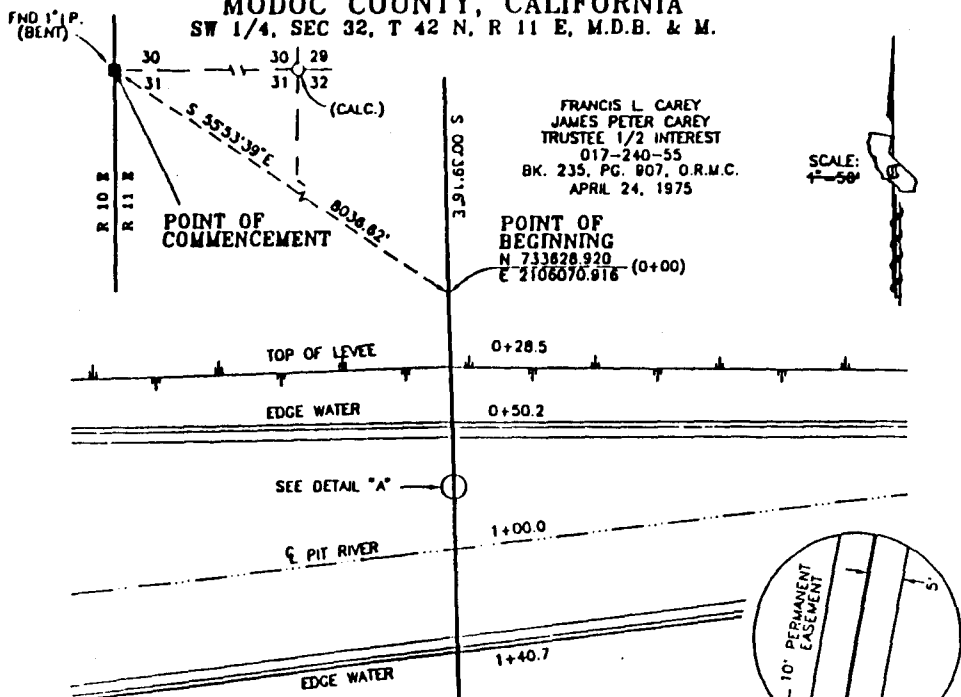 MODOC COUNTY, CALIFORNIA
SW 1/4, SEC 32, T 42 N, R 11 E, M.D.B. & M.
FND 1" I.P.
(BENT)
30
31
30 29
31 32
(CALC.)
S 55°53'39"E
8038.62'
R 10 E
R 11 E
POINT OF
COMMENCEMENT
S 00°39'16"E
FRANCIS L. CAREY
JAMES PETER CAREY
TRUSTEE 1/2 INTEREST
017-240-55
BK. 235, PG. 907, O.R.M.C.
APRIL 24, 1975
SCALE:
1"=50'
POINT OF
BEGINNING
N 733628.920
E 2106070.916 (0+00)
TOP OF LEVEE
0+28.5
EDGE WATER
0+50.2
SEE DETAIL "A"
1+00.0
℄ PIT RIVER
10' PERMANENT
EASEMENT
5'
1+40.7
EDGE WATER